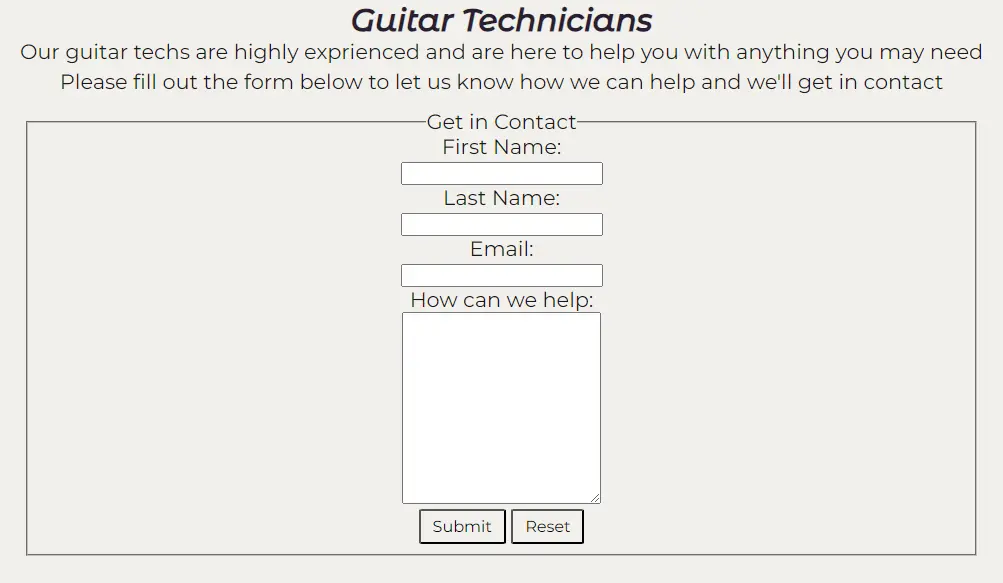 Guitar Technicians
Our guitar techs are highly exprienced and are here to help you with anything you may need
Please fill out the form below to let us know how we can help and we'll get in contact
Get in Contact
First Name:
Last Name:
Email:
How can we help:
Submit Reset